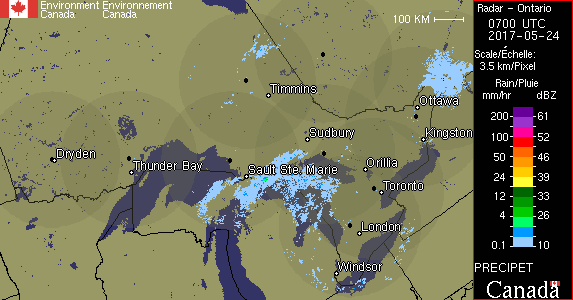 Environment Environnement
Canada Canada
100 KM
Timmins
Ottawa
Sudbury
Kingston
Dryden
Thunder Bay
Sault Ste. Marie
Orillia
Toronto
London
Windsor
Radar - Ontario
0700 UTC
2017-05-24
Scale/Échelle:
3.5 km/Pixel
Rain/Pluie
mm/hr dBZ
200 61
100 52
50 46
24 39
12 33
4 26
0.1 10
PRECIPET
Canada